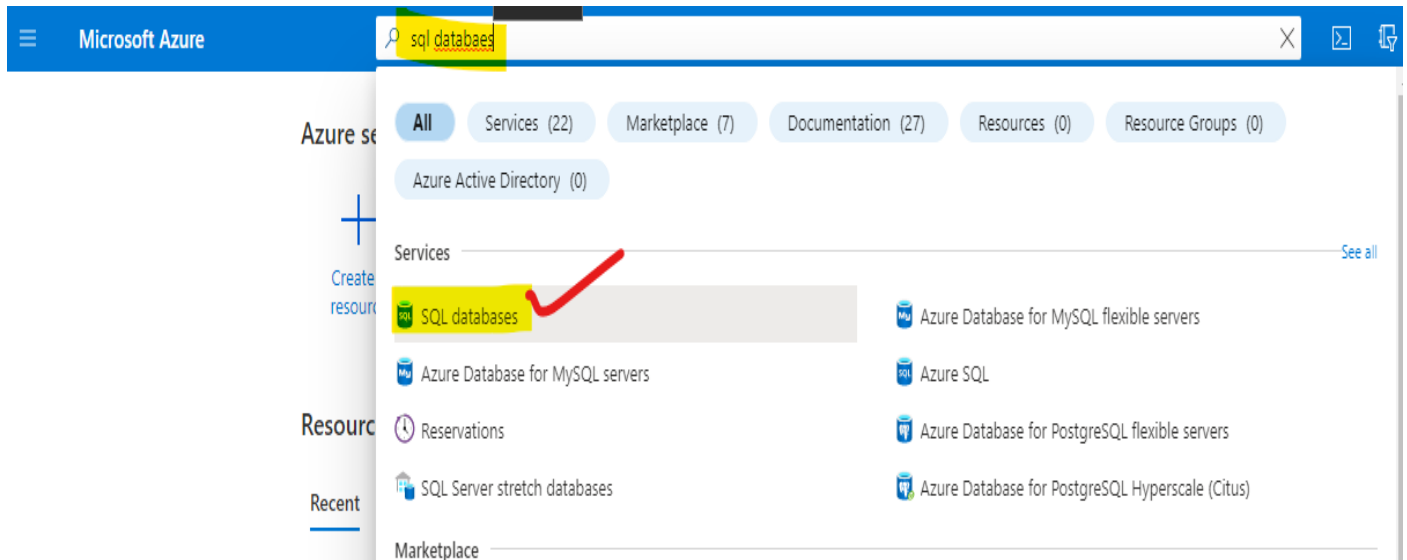 Microsoft Azure
sql databaes
Azure se
All
Services (22)
Marketplace (7)
Documentation (27)
Resources (0)
Resource Groups (0)
Azure Active Directory (0)
Create
resourc
Services
See all
SQL databases
Azure Database for MySQL flexible servers
Azure Database for MySQL servers
Azure SQL
Resourc
Reservations
Azure Database for PostgreSQL flexible servers
SQL Server stretch databases
Azure Database for PostgreSQL Hyperscale (Citus)
Recent
Marketplace